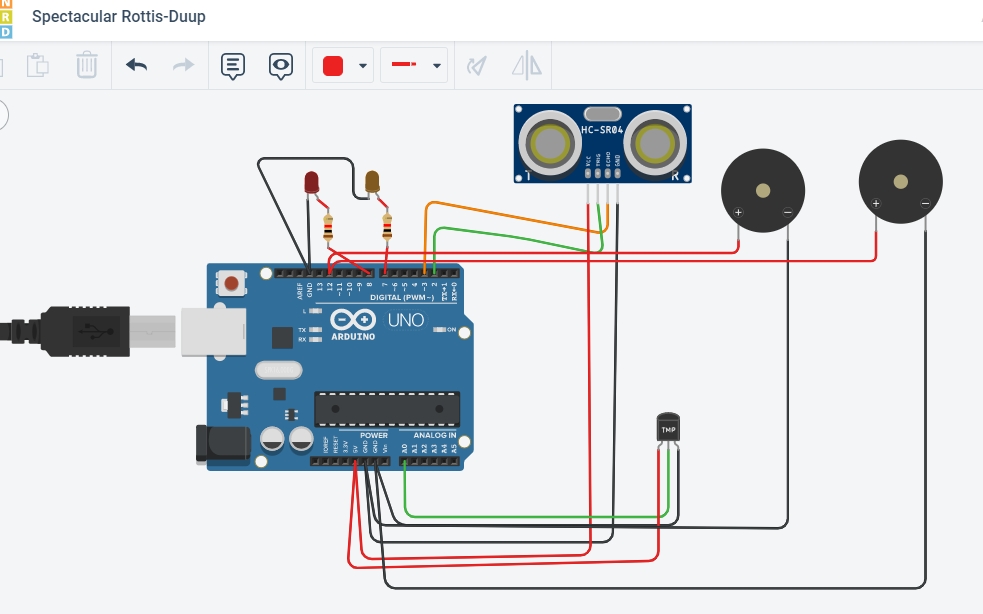 N
R
D
Spectacular Rottis-Duup
HC-SR04
VCC
TRIG
ECHO
GND
T
R
+
−
+
−
AREF
GND
13
12
~11
~10
~9
8
7
~6
~5
4
~3
2
TX→1
RX←0
DIGITAL (PWM~)
L
TX
RX
ARDUINO
UNO
ON
POWER
ANALOG IN
IOREF
RESET
3.3V
5V
GND
GND
Vin
A0
A1
A2
A3
A4
A5
TMP